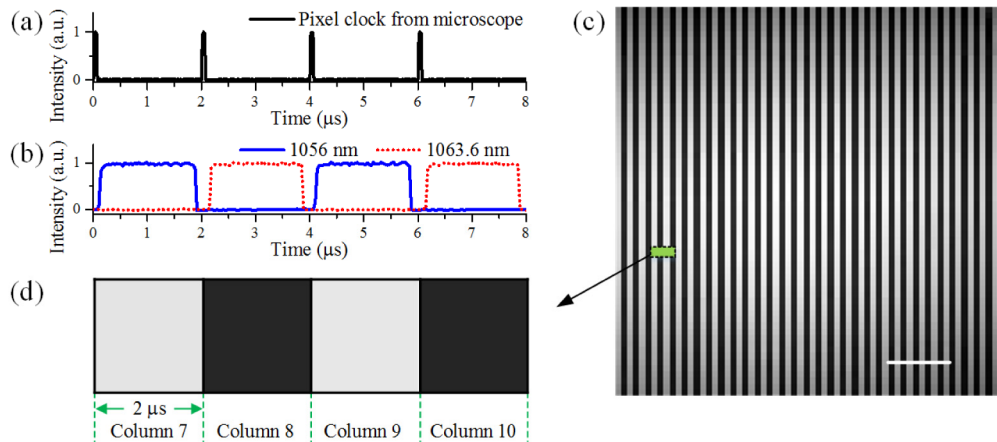 (a)
Pixel clock from microscope
Intensity (a.u.)
1
0
0 1 2 3 4 5 6 7 8
Time (μs)
(b)
1056 nm 1063.6 nm
Intensity (a.u.)
1
0
0 1 2 3 4 5 6 7 8
Time (μs)
(c)
(d)
2 μs
Column 7 Column 8 Column 9 Column 10